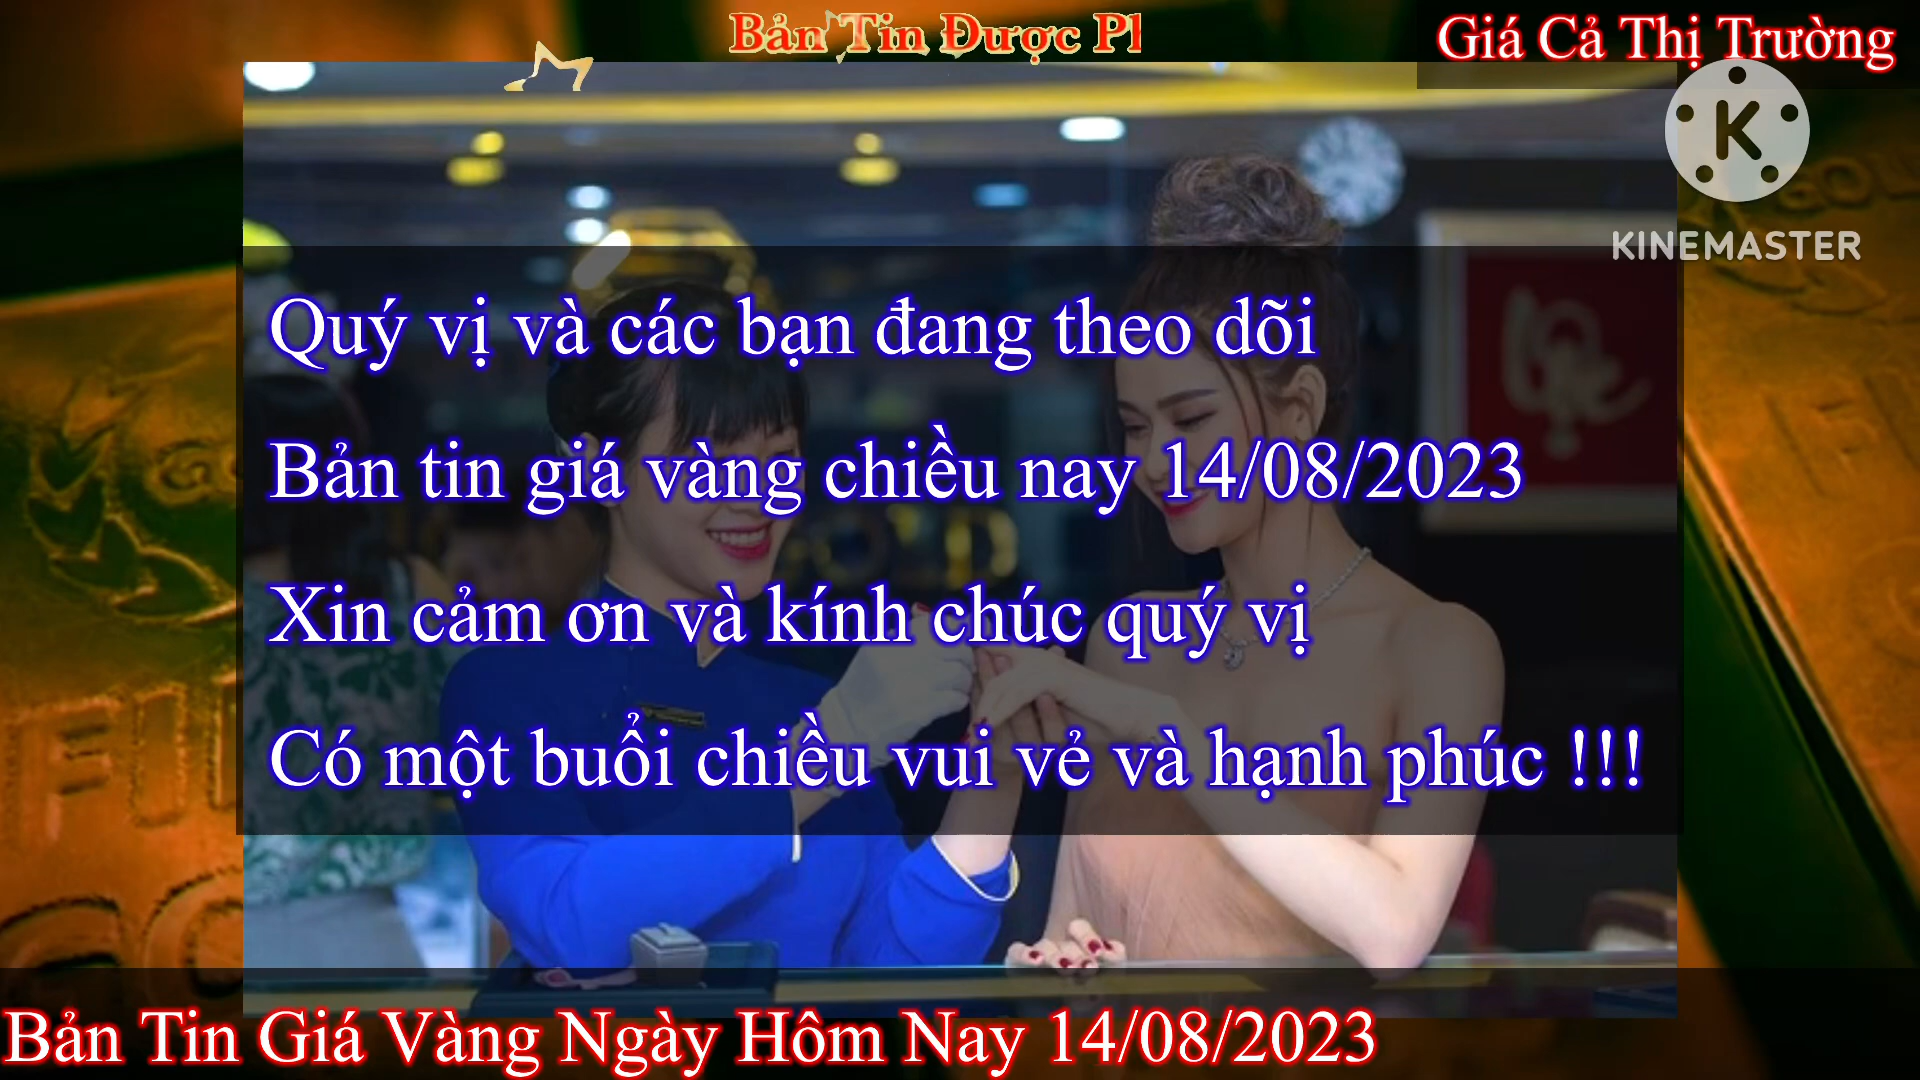 Bản Tin Được
Giá Cả Thị Trường
K
KINEMASTER
Quý vị và các bạn đang theo dõi
Bản tin giá vàng chiều nay 14/08/2023
Xin cảm ơn và kính chúc quý vị
Có một buổi chiều vui vẻ và hạnh phúc !!!
Bản Tin Giá Vàng Ngày Hôm Nay 14/08/2023